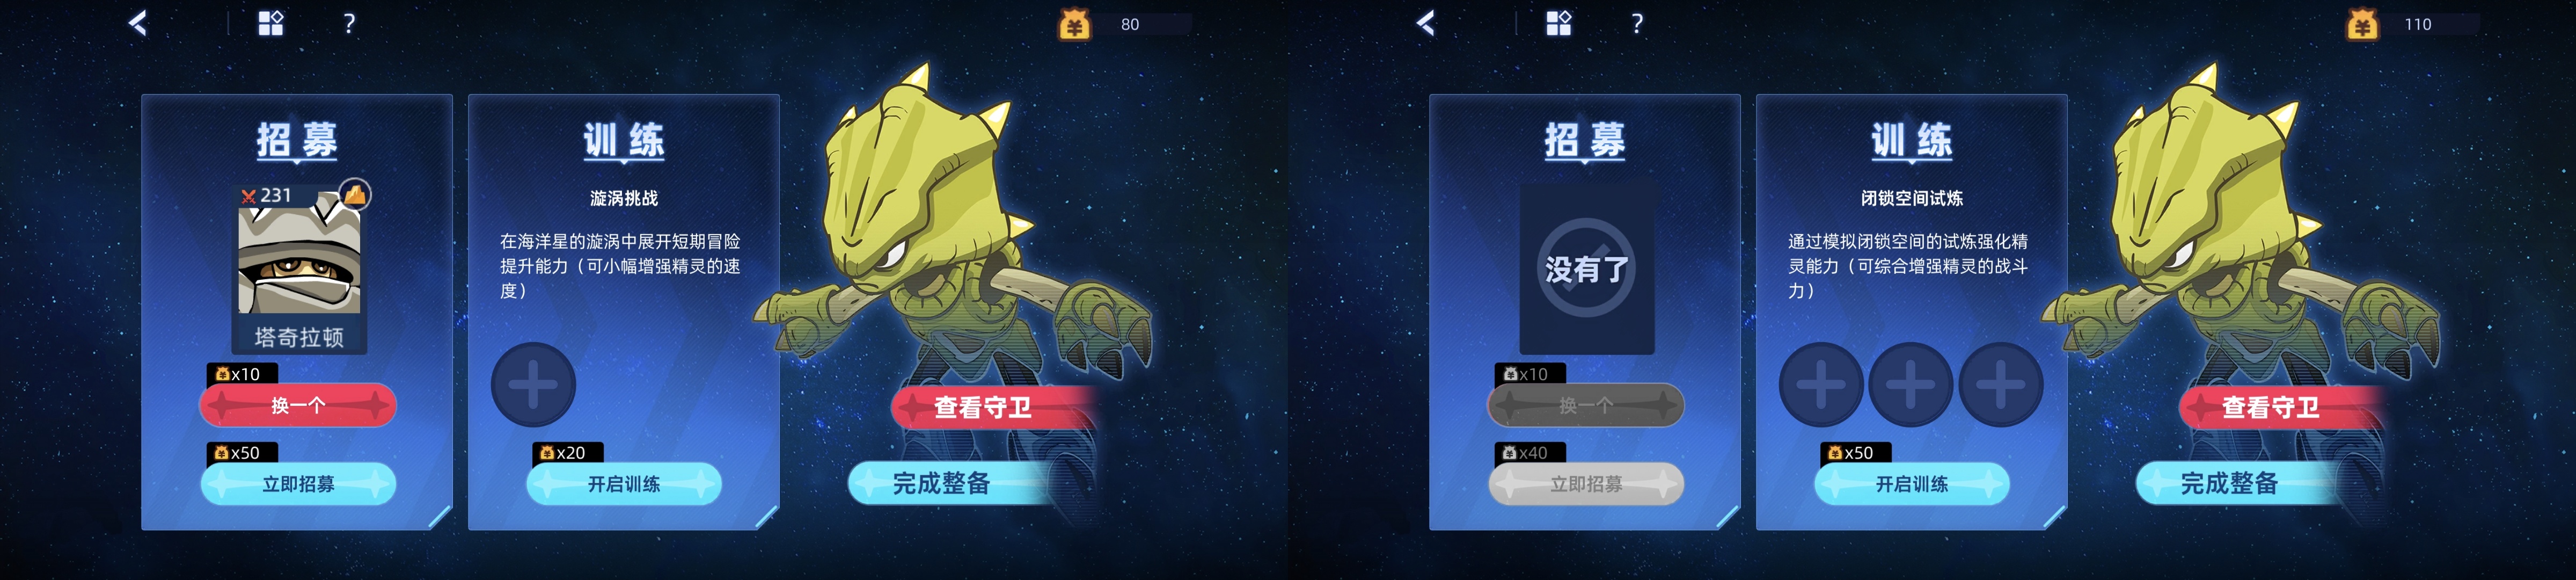 ?
80
招募
231
塔奇拉顿
x10
换一个
x50
立即招募
训练
漩涡挑战
在海洋星的漩涡中展开短期冒险
提升能力（可小幅增强精灵的速
度）
x20
开启训练
查看守卫
完成整备
?
110
招募
没有了
x10
换一个
x40
立即招募
训练
闭锁空间试炼
通过模拟闭锁空间的试炼强化精
灵能力（可综合增强精灵的战斗
力）
x50
开启训练
查看守卫
完成整备